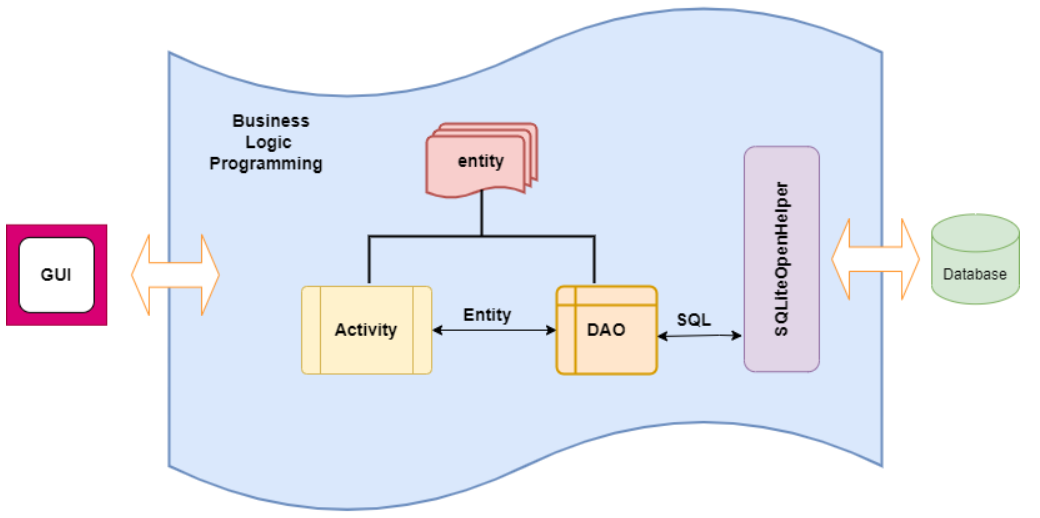 Business
Logic
Programming
entity
GUI
Activity
Entity
DAO
SQL
SQLiteOpenHelper
Database